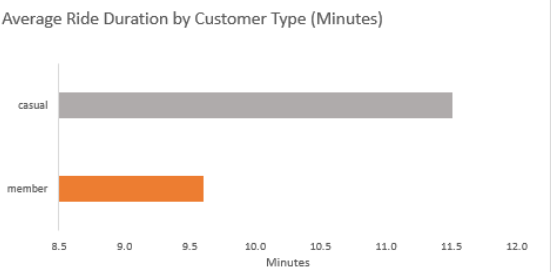 Average Ride Duration by Customer Type (Minutes)
casual
member
8.5 9.0 9.5 10.0 10.5 11.0 11.5 12.0
Minutes